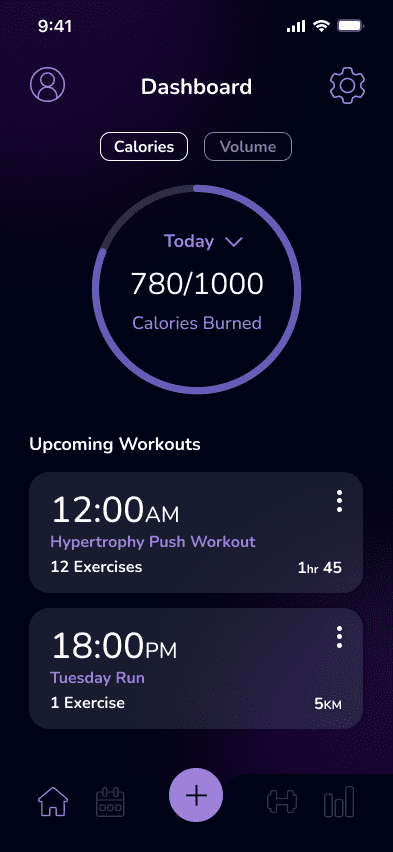 9:41
Dashboard
Calories Volume
Today
780/1000
Calories Burned
Upcoming Workouts
12:00AM
Hypertrophy Push Workout
12 Exercises 1hr 45
18:00PM
Tuesday Run
1 Exercise 5KM